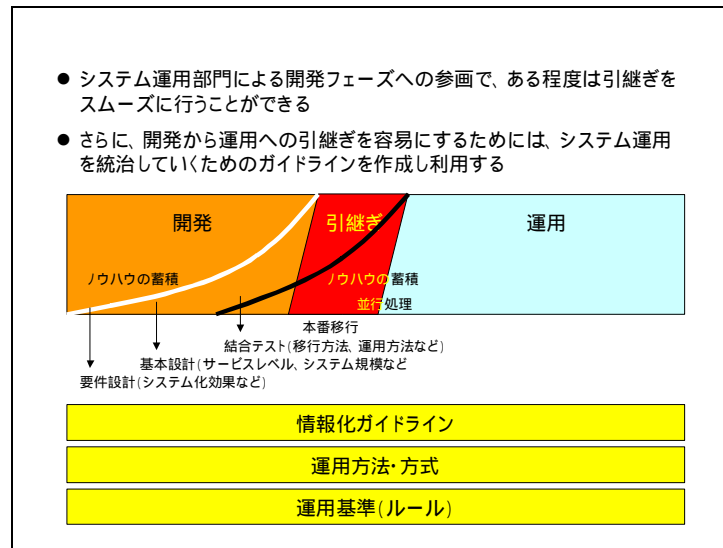 ● システム運用部門による開発フェーズへの参画で、ある程度は引継ぎを
スムーズに行うことができる
● さらに、開発から運用への引継ぎを容易にするためには、システム運用
を統治していくためのガイドラインを作成し利用する
開発
引継ぎ
運用
ノウハウの蓄積
ノウハウの蓄積
並行処理
本番移行
結合テスト(移行方法、運用方法など)
基本設計(サービスレベル、システム規模など
要件設計(システム化効果など)
情報化ガイドライン
運用方法・方式
運用基準(ルール)